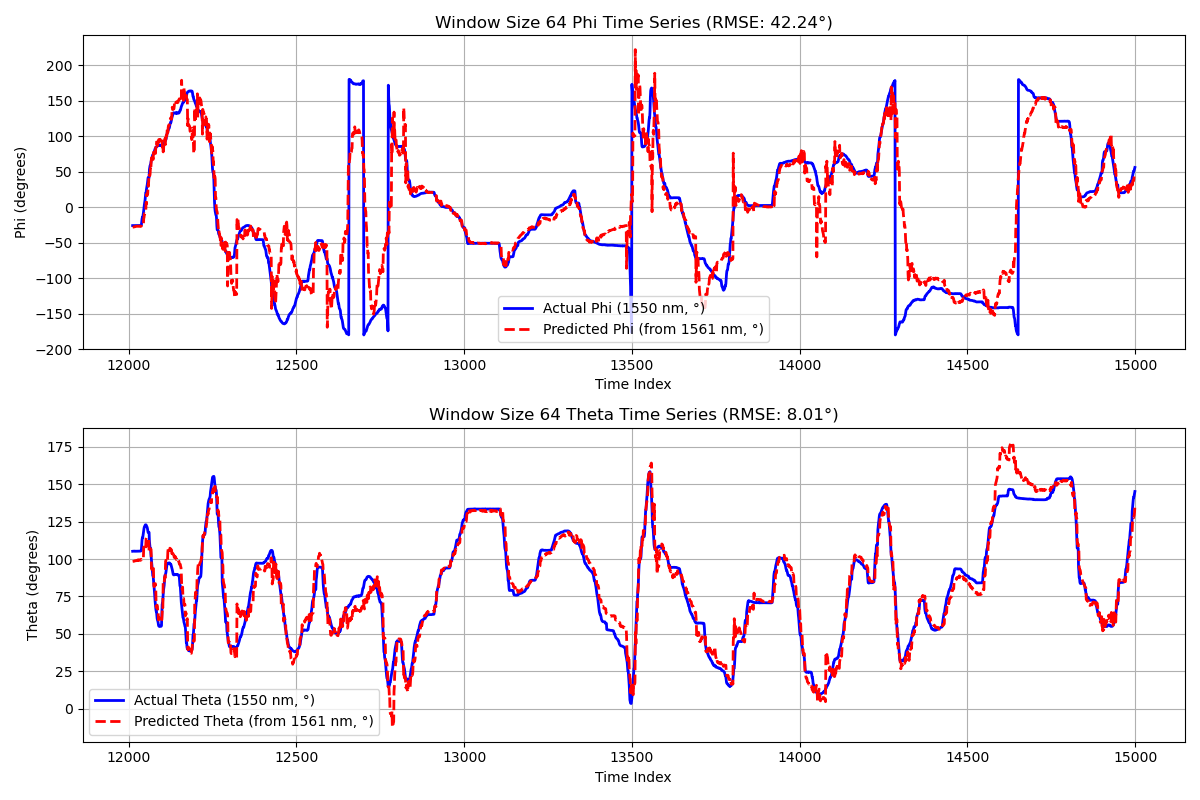 Window Size 64 Phi Time Series (RMSE: 42.24°)
Phi (degrees)
200
150
100
50
0
−50
−100
−150
−200
Actual Phi (1550 nm, °)
Predicted Phi (from 1561 nm, °)
12000 12500 13000 13500 14000 14500 15000
Time Index
Window Size 64 Theta Time Series (RMSE: 8.01°)
Theta (degrees)
175
150
125
100
75
50
25
0
Actual Theta (1550 nm, °)
Predicted Theta (from 1561 nm, °)
12000 12500 13000 13500 14000 14500 15000
Time Index